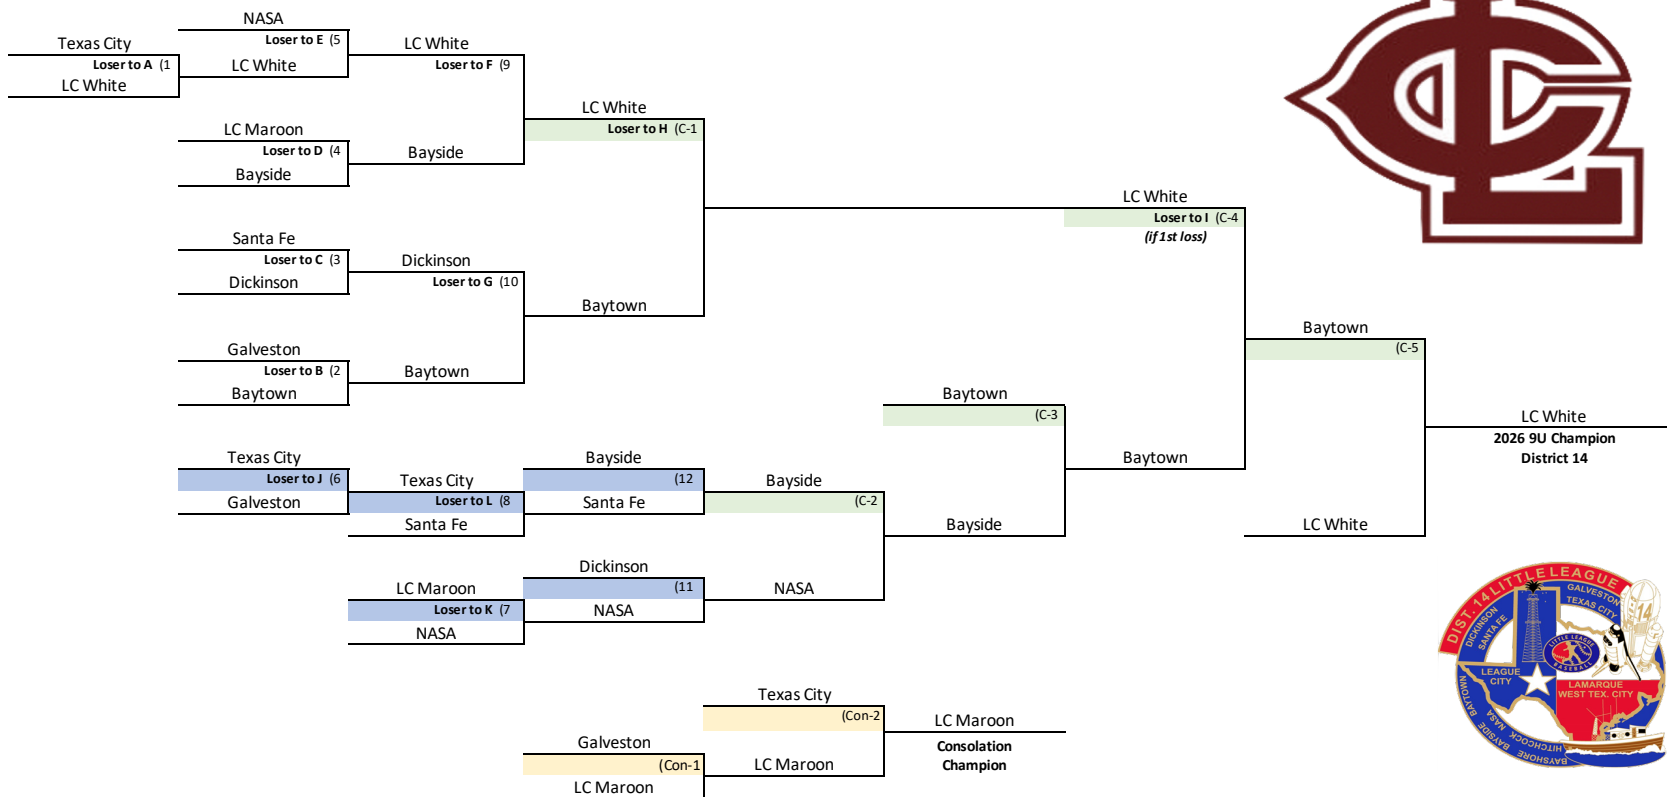 NASA
Loser to E (5
Texas City
LC White
Loser to A (1
LC White
Loser to F (9
LC White
LC White
Loser to H (C-1
LC Maroon
Loser to D (4
Bayside
Bayside
LC White
Loser to I (C-4
(if 1st loss)
Santa Fe
Loser to C (3
Dickinson
Loser to G (10
Dickinson
Baytown
Baytown
(C-5
Galveston
Loser to B (2
Baytown
Baytown
Baytown
(C-3
LC White
2026 9U Champion
District 14
Texas City
Loser to J (6
Galveston
Texas City
Loser to L (8
Santa Fe
Bayside
(12
Santa Fe
Bayside
(C-2
Baytown
Bayside
LC White
Dickinson
(11
NASA
LC Maroon
Loser to K (7
NASA
NASA
Texas City
(Con-2
LC Maroon
Consolation
Champion
Galveston
(Con-1
LC Maroon
LC Maroon
CL
DIST. 14 LITTLE LEAGUE
GALVESTON
TEXAS CITY
14
DICKINSON
SANTA FE
LITTLE LEAGUE
BASEBALL
LEAGUE
CITY
LAMARQUE
WEST TEX. CITY
BAYTOWN
NASA
BAYSIDE
HITCHCOCK
BAYSHORE